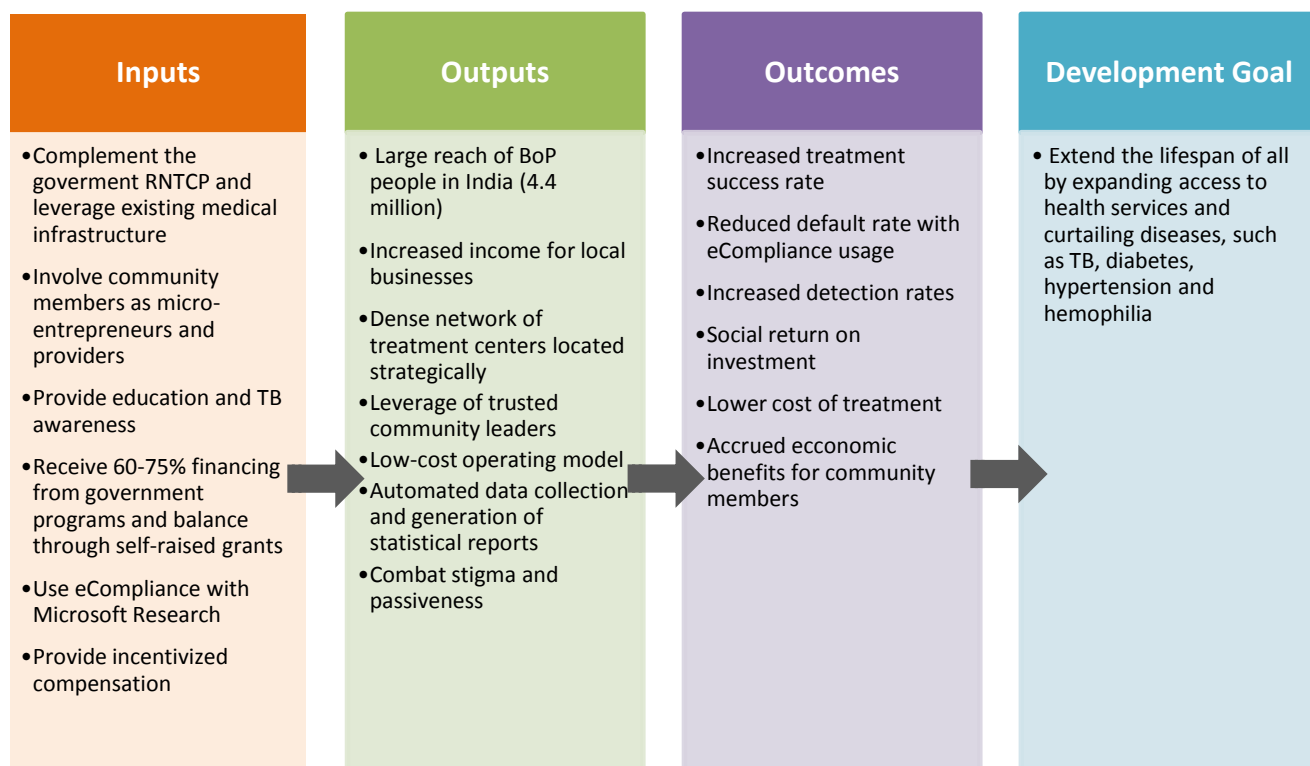 Inputs
•Complement the
goverment RNTCP and
leverage existing medical
infrastructure
•Involve community
members as micro-
entrepreneurs and
providers
•Provide education and TB
awareness
•Receive 60-75% financing
from government
programs and balance
through self-raised grants
•Use eCompliance with
Microsoft Research
•Provide incentivized
compensation
Outputs
• Large reach of BoP
people in India (4.4
million)
•Increased income for local
businesses
•Dense network of
treatment centers located
strategically
•Leverage of trusted
community leaders
•Low-cost operating model
•Automated data collection
and generation of
statistical reports
•Combat stigma and
passiveness
Outcomes
•Increased treatment
success rate
•Reduced default rate with
eCompliance usage
•Increased detection rates
•Social return on
investment
•Lower cost of treatment
•Accrued ecconomic
benefits for community
members
Development Goal
• Extend the lifespan of all
by expanding access to
health services and
curtailing diseases, such
as TB, diabetes,
hypertension and
hemophilia